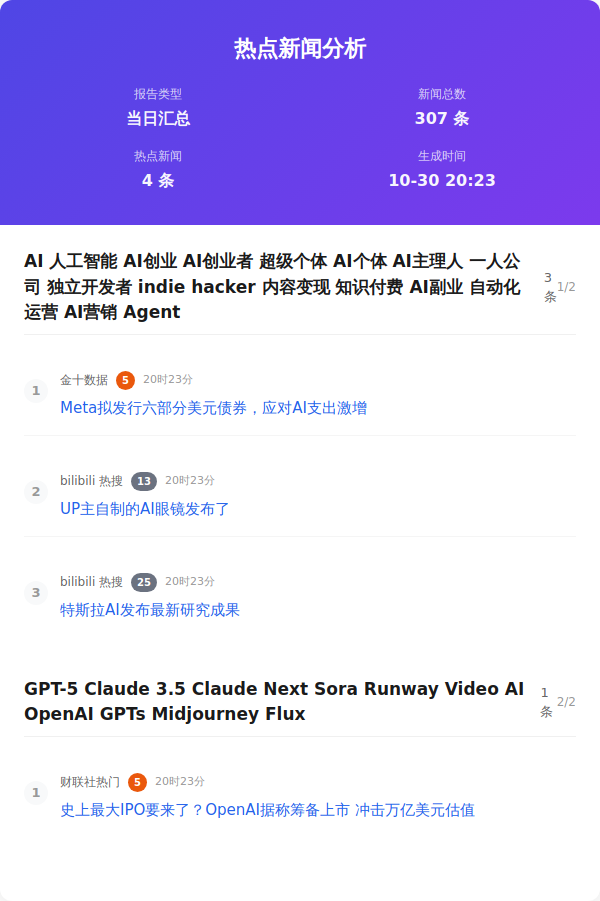 热点新闻分析
报告类型
新闻总数
当日汇总
307 条
热点新闻
生成时间
4 条
10-30 20:23
AI 人工智能 AI创业 AI创业者 超级个体 AI个体 AI主理人 一人公
司 独立开发者 indie hacker 内容变现 知识付费 AI副业 自动化
运营 AI营销 Agent
3
条
1/2
1
金十数据 5 20时23分
Meta拟发行六部分美元债券，应对AI支出激增
2
bilibili 热搜 13 20时23分
UP主自制的AI眼镜发布了
3
bilibili 热搜 25 20时23分
特斯拉AI发布最新研究成果
GPT-5 Claude 3.5 Claude Next Sora Runway Video AI
OpenAI GPTs Midjourney Flux
1
条
2/2
1
财联社热门 5 20时23分
史上最大IPO要来了？OpenAI据称筹备上市 冲击万亿美元估值